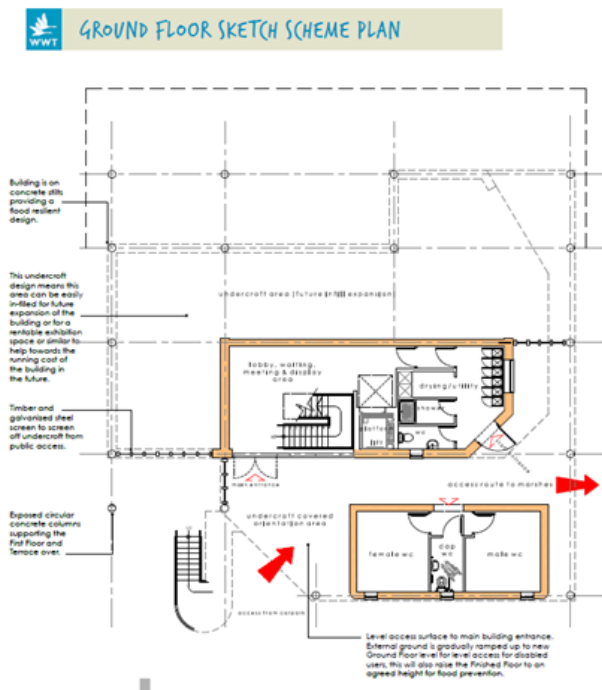 WWT
GROUND FLOOR SKETCH SCHEME PLAN
Building is on
concrete stilts
providing a
flood resilient
design.
This undercroft
design means this
area can be easily
in-filled for future
expansion of the
building or for a
rentable exhibition
space or similar to
help towards the
running cost of
the building in
the future.
Timber and
galvanised steel
screen to screen
off undercroft from
public access.
Exposed circular
concrete columns
supporting the
First Floor and
Terrace over.
undercroft area (future infill expansion)
lobby, waiting,
meeting & display
area
drying/utility
shower
wc
lift
main entrance
access route to marshes
undercroft covered
orientation area
female wc
wc
male wc
access from carpark
Level access surface to main building entrance.
External ground is gradually ramped up to new
Ground Floor level for level access for disabled
users, this will also raise the Finished Floor to an
agreed height for flood prevention.